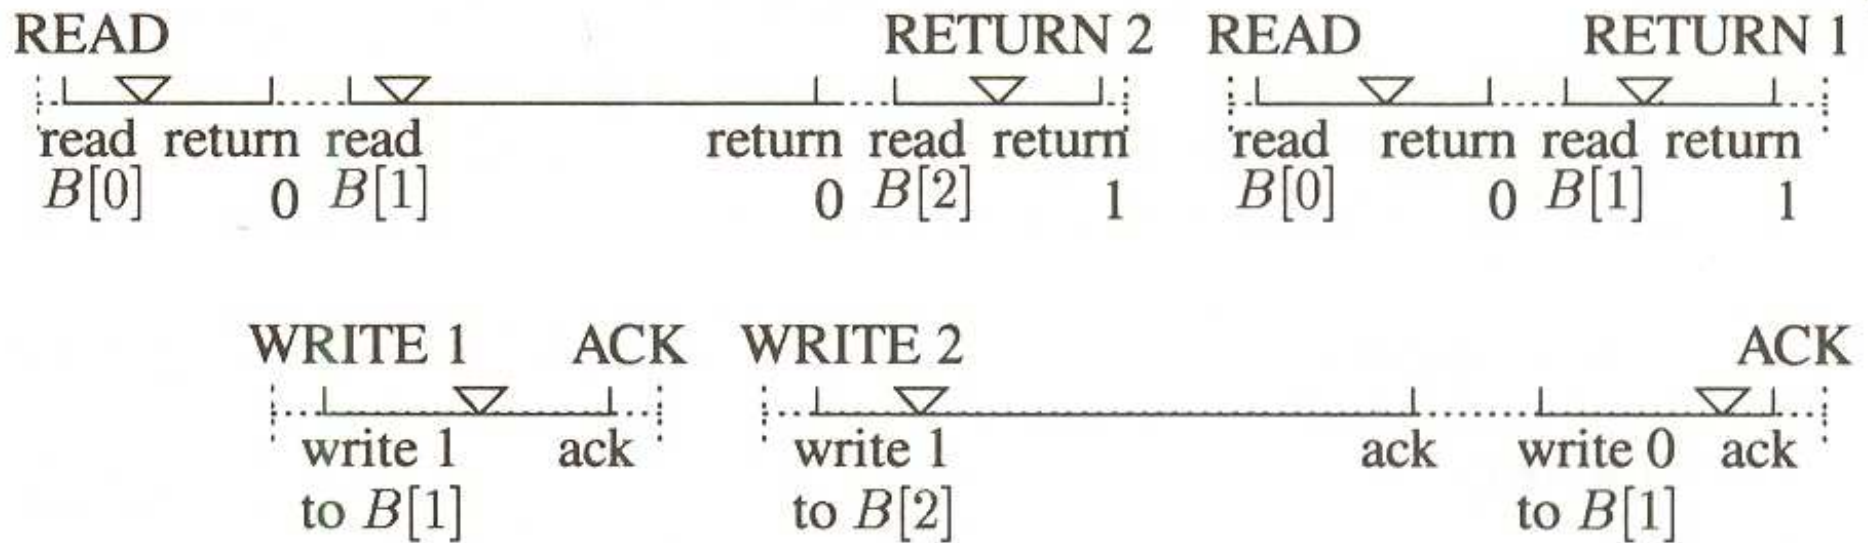 READ RETURN 2 READ RETURN 1
read return read return read return read return read return
B[0] 0 B[1] 0 B[2] 1 B[0] 0 B[1] 1
WRITE 1 ACK WRITE 2 ACK
write 1 ack write 1 ack write 0 ack
to B[1] to B[2] to B[1]